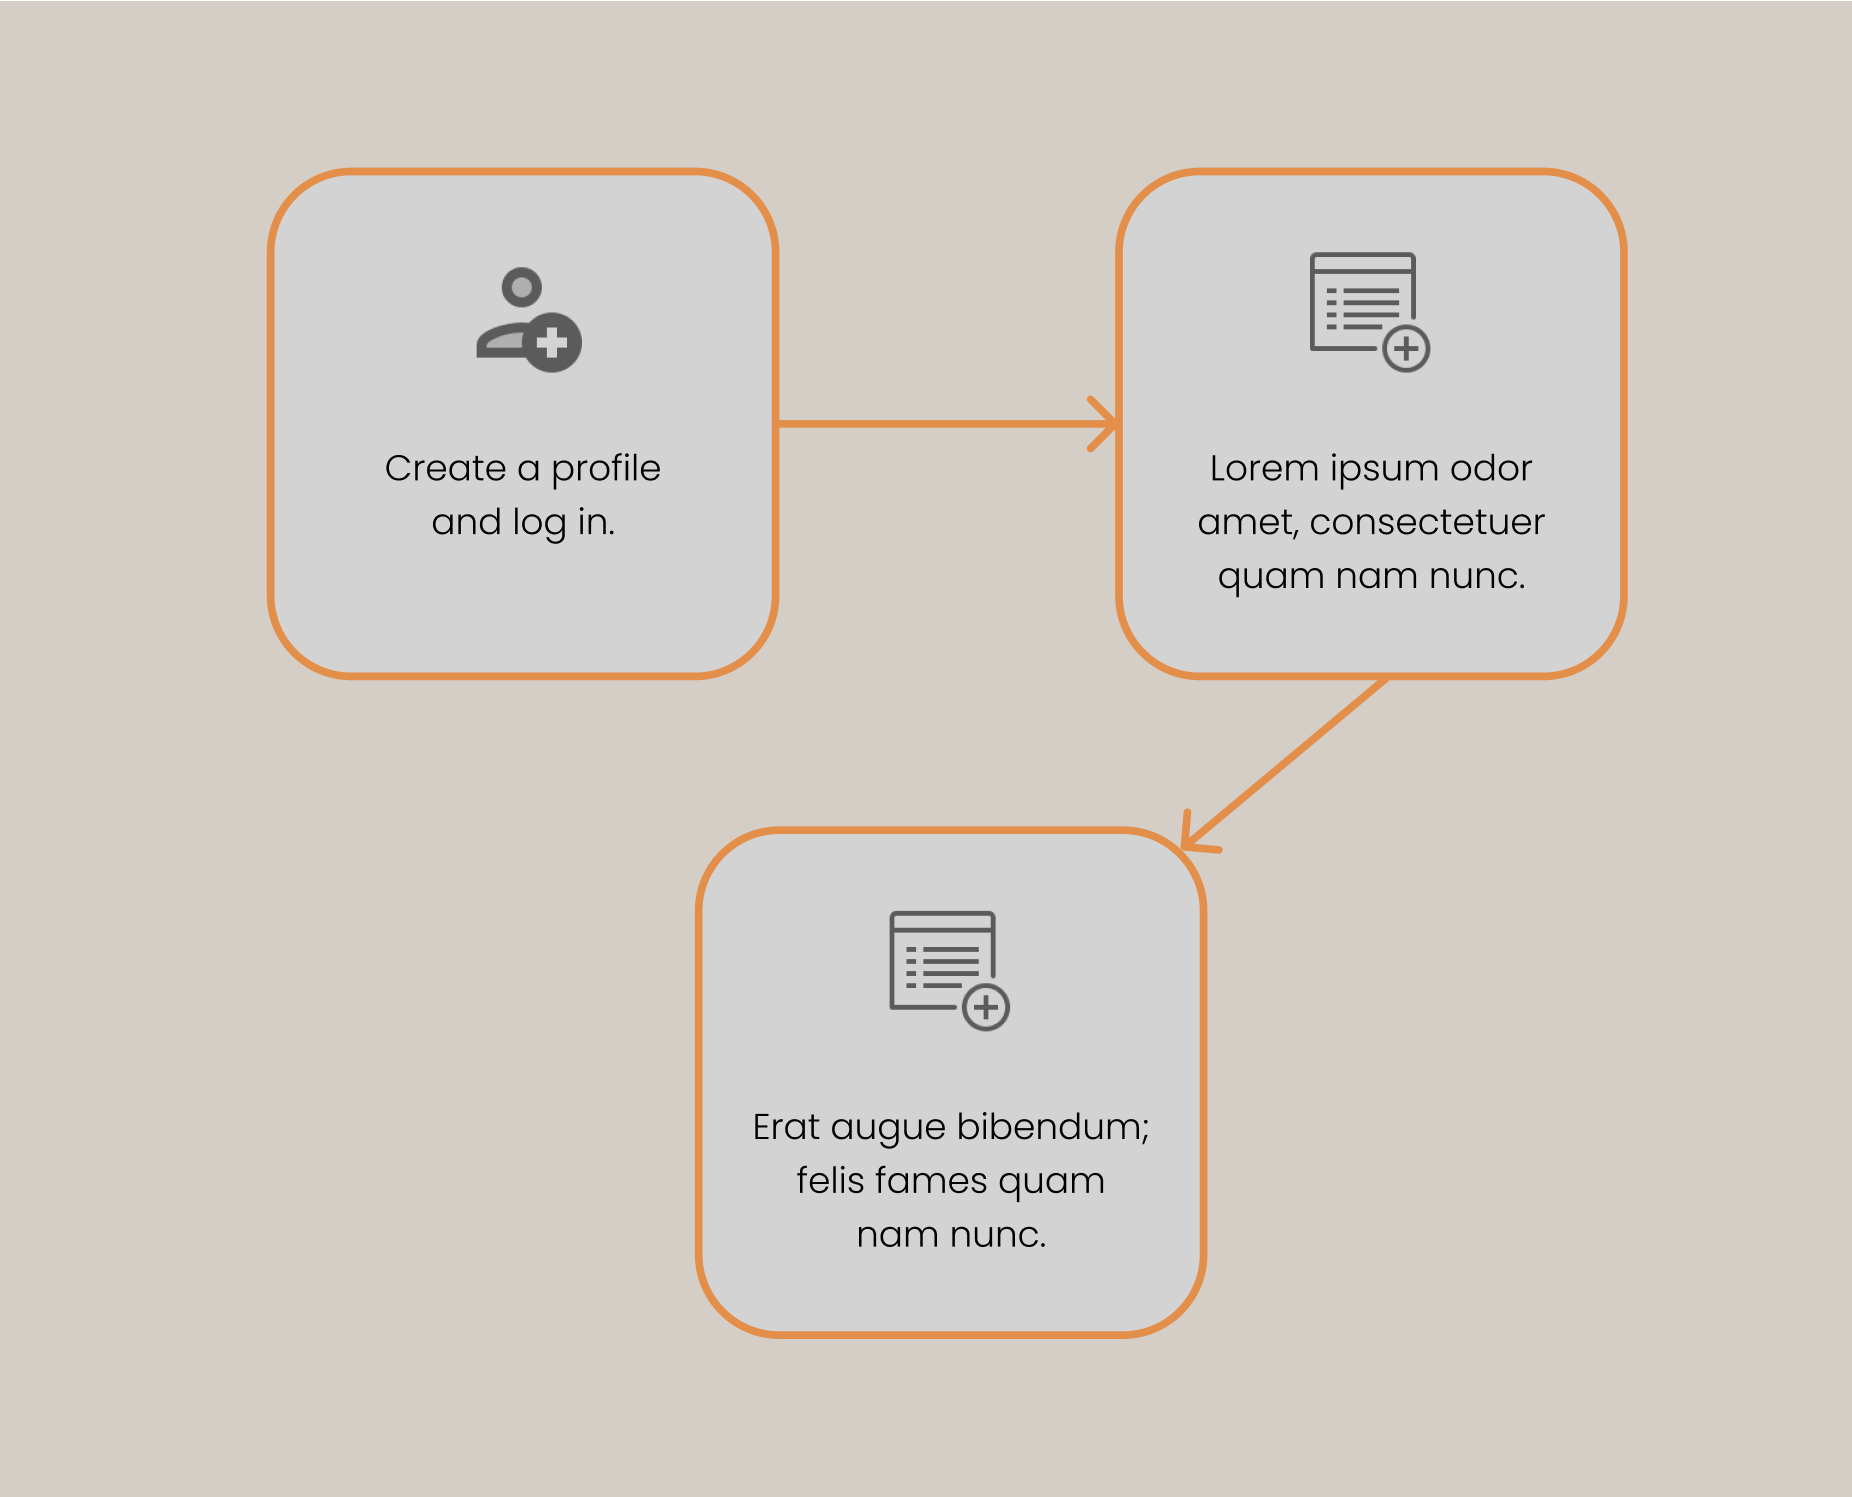 Create a profile
and log in.
Lorem ipsum odor
amet, consectetuer
quam nam nunc.
Erat augue bibendum;
felis fames quam
nam nunc.